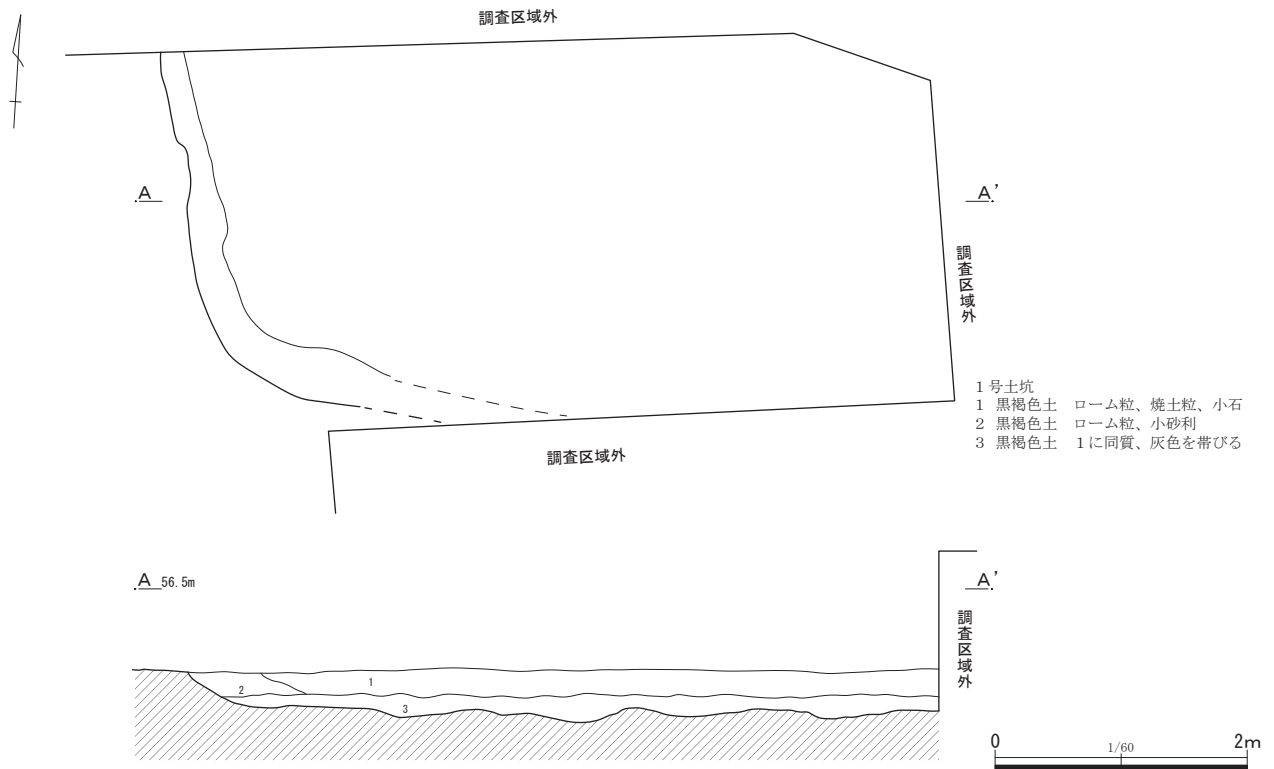 調査区域外
A
A’
調査区域外
1号土坑
1　黒褐色土　ローム粒、焼土粒、小石
2　黒褐色土　ローム粒、小砂利
3　黒褐色土　1に同質、灰色を帯びる
調査区域外
A 56.5m
A’
調査区域外
1
2
3
0
1/60
2m